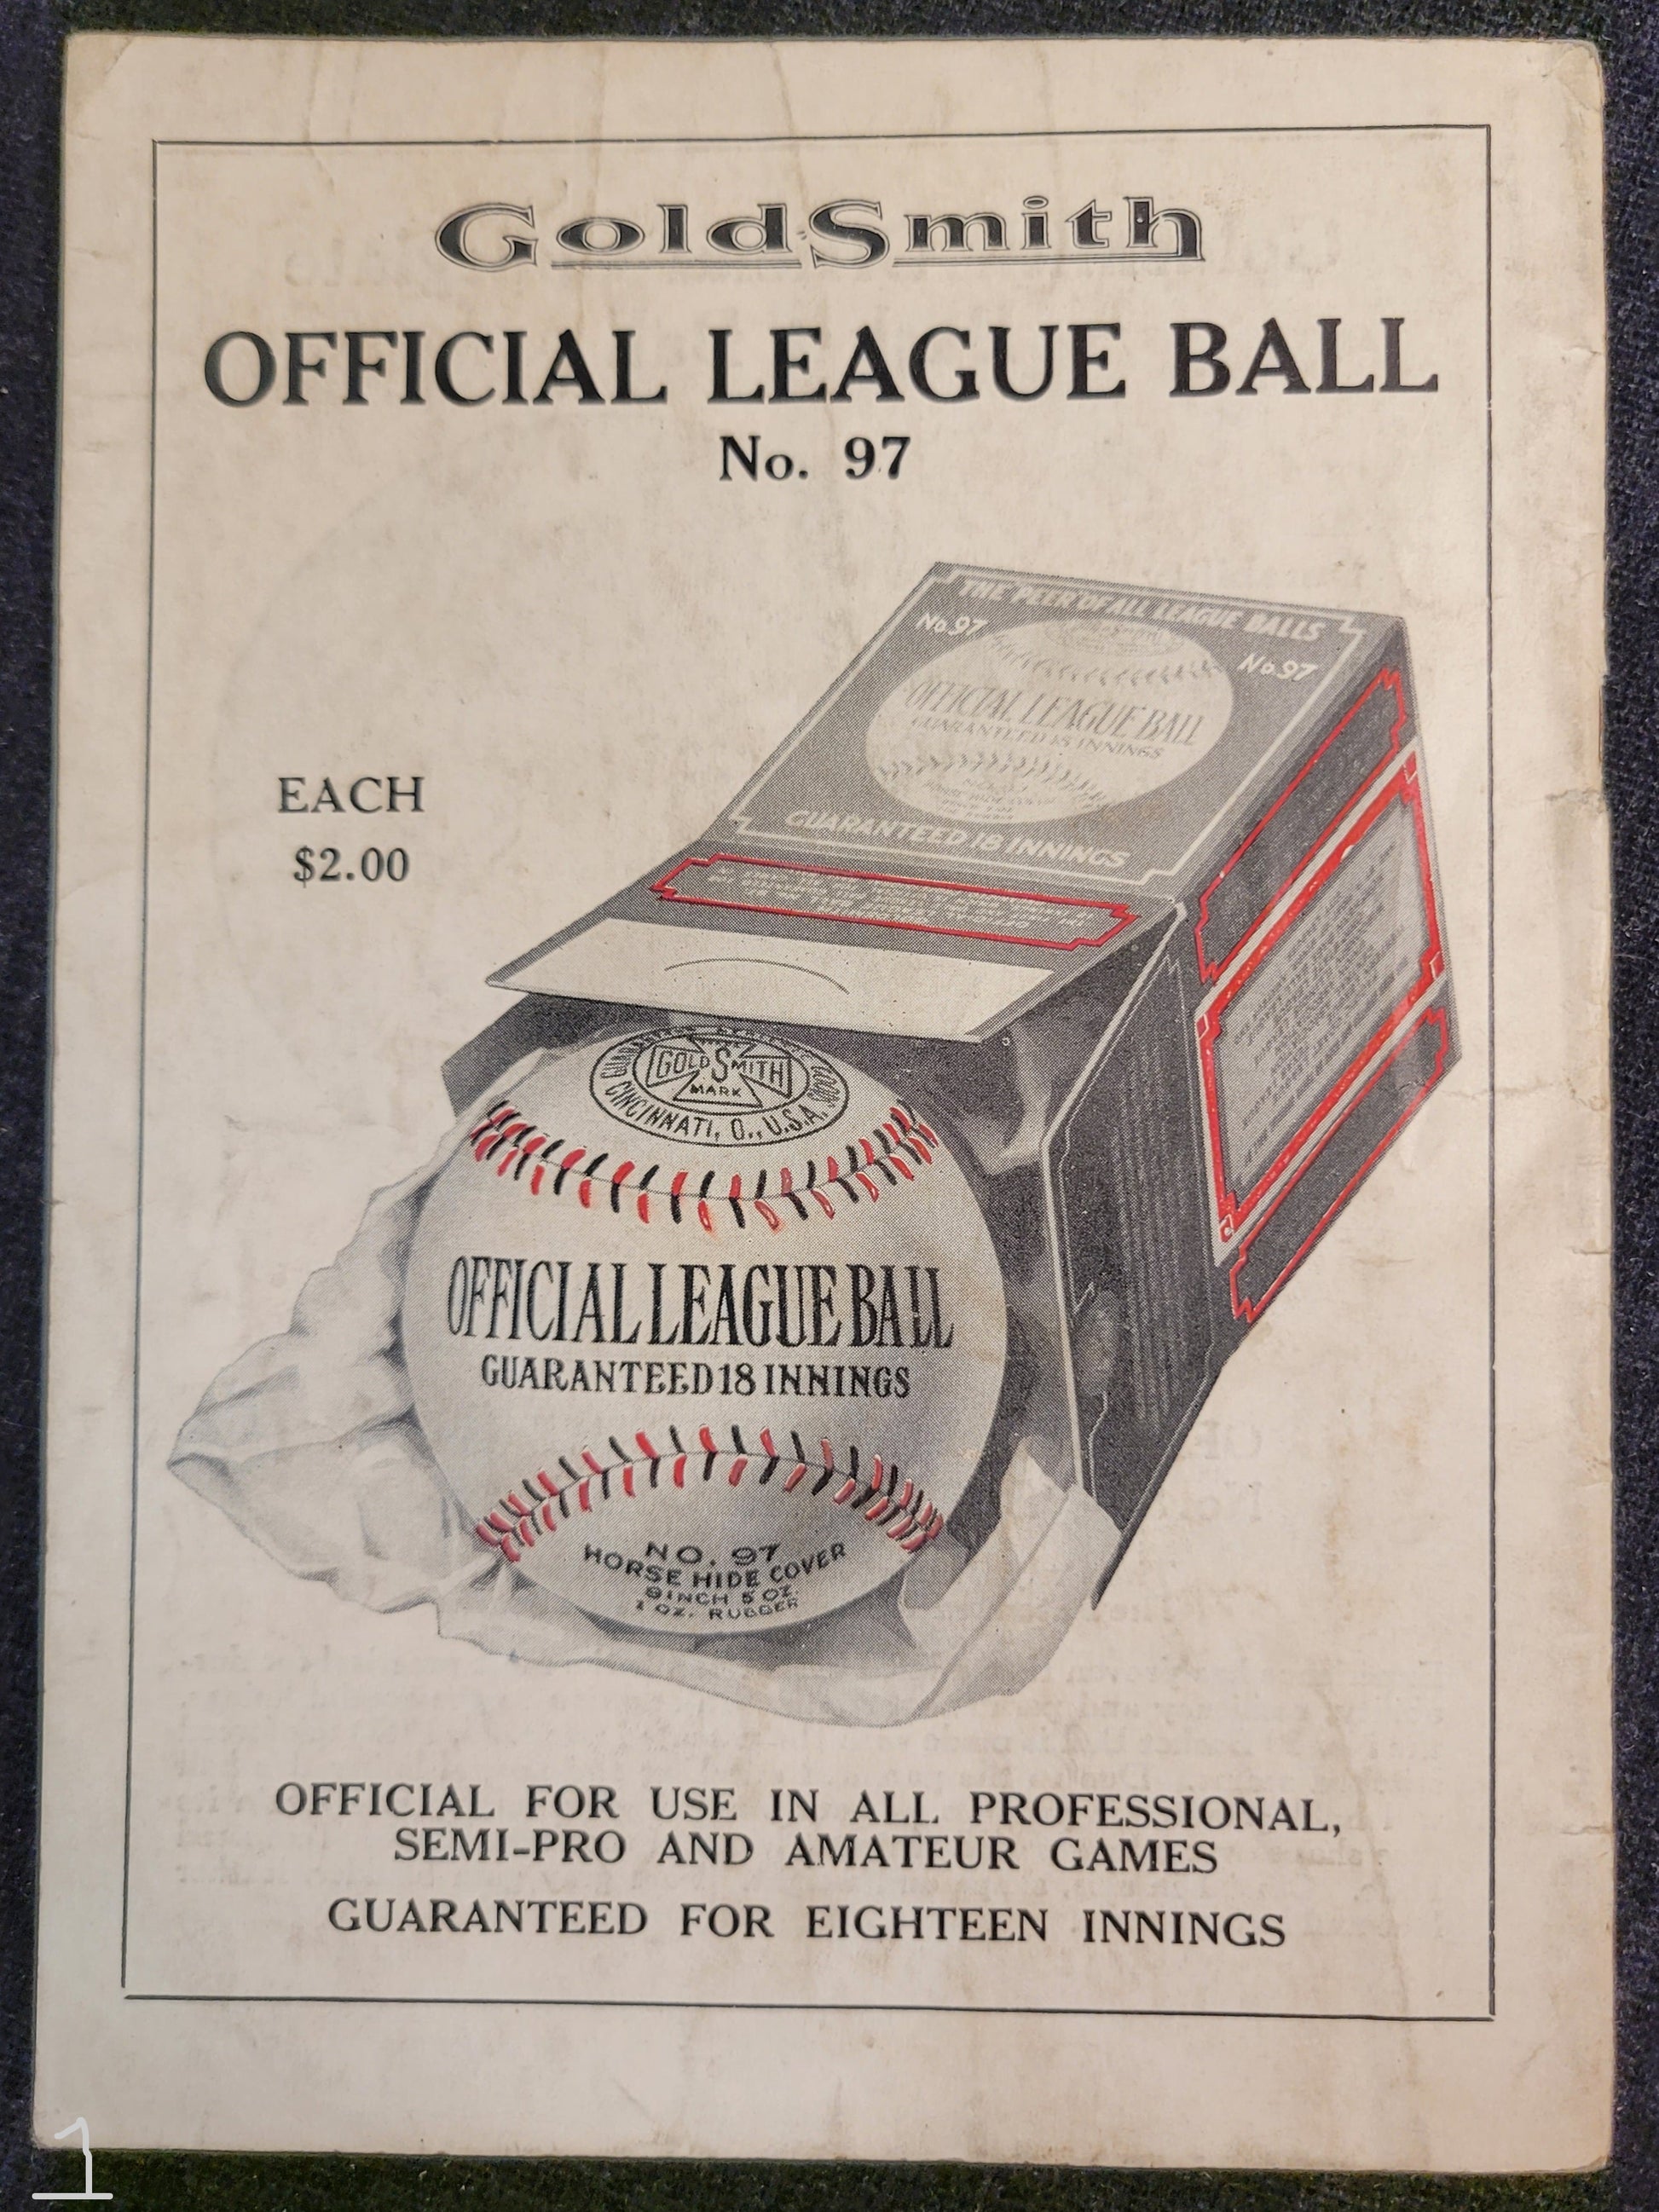 GoldSmith
OFFICIAL LEAGUE BALL
No. 97
EACH
$2.00
THE PEER OF ALL LEAGUE BALLS
No 97
No 97
OFFICIAL LEAGUE BALL
GUARANTEED 18 INNINGS
GUARANTEED 18 INNINGS
GOLDSMITH
MARK
CINCINNATI, O., U.S.A.
OFFICIAL LEAGUE BALL
GUARANTEED 18 INNINGS
NO. 97
HORSE HIDE COVER
9 INCH 5 OZ.
1 OZ. RUBBER
OFFICIAL FOR USE IN ALL PROFESSIONAL,
SEMI-PRO AND AMATEUR GAMES
GUARANTEED FOR EIGHTEEN INNINGS
1